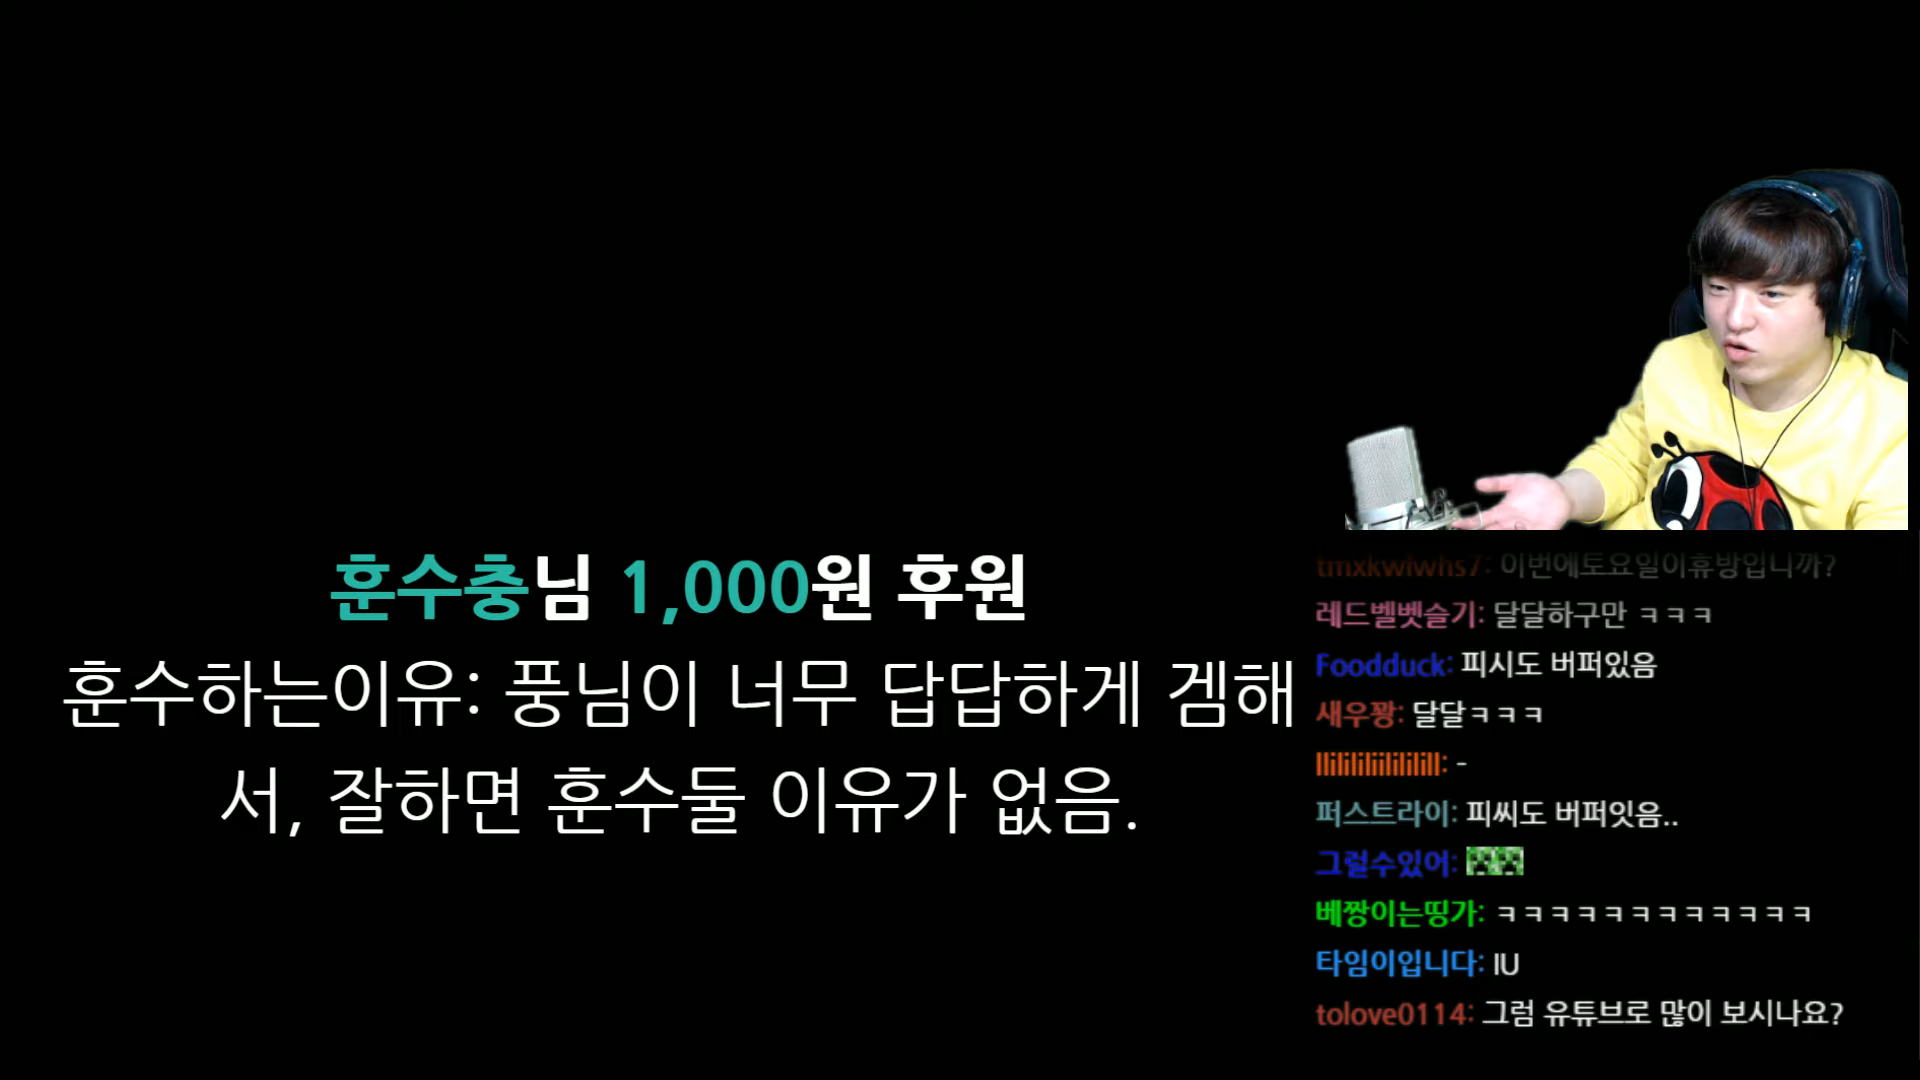 훈수충님 1,000원 후원
훈수하는이유: 풍님이 너무 답답하게 겜해
서, 잘하면 훈수둘 이유가 없음.
tmxkwlwhs7: 이번에토요일이휴방입니까?
레드벨벳슬기: 달달하구만 ㅋㅋㅋ
Foodduck: 피시도 버퍼있음
새우꽝: 달달ㅋㅋㅋ
: -
퍼스트라이: 피씨도 버퍼잇음..
그럴수있어:
베짱이는띵가: ㅋㅋㅋㅋㅋㅋㅋㅋㅋㅋㅋㅋ
타임이입니다: IU
tolove0114: 그럼 유튜브로 많이 보시나요?